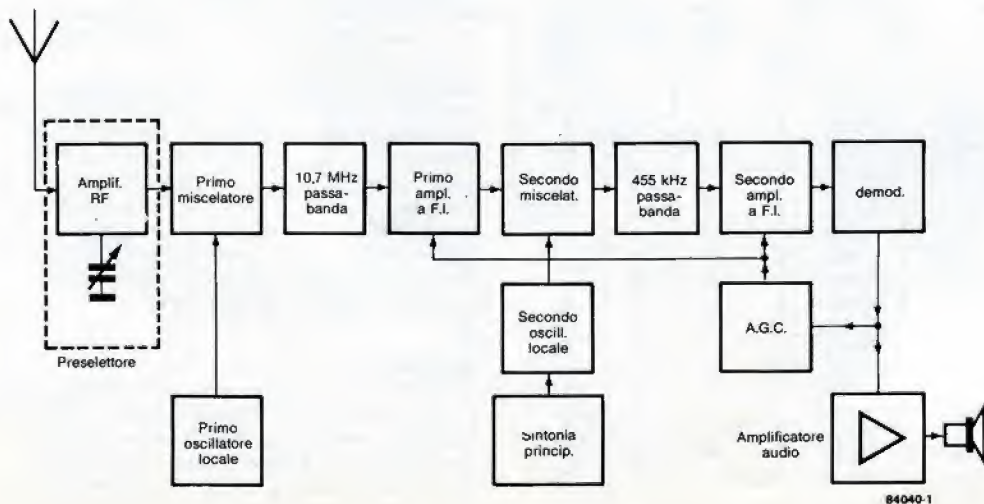 Amplif.
RF
Preselettore
Primo
miscelatore
Primo
oscillatore
locale
10,7 MHz
passa-
banda
Primo
ampl.
a F.I.
Secondo
miscelat.
Secondo
oscill.
locale
Sintonia
princip.
455 kHz
passa-
banda
Secondo
ampl.
a F.I.
demod.
A.G.C.
Amplificatore
audio
84040-1